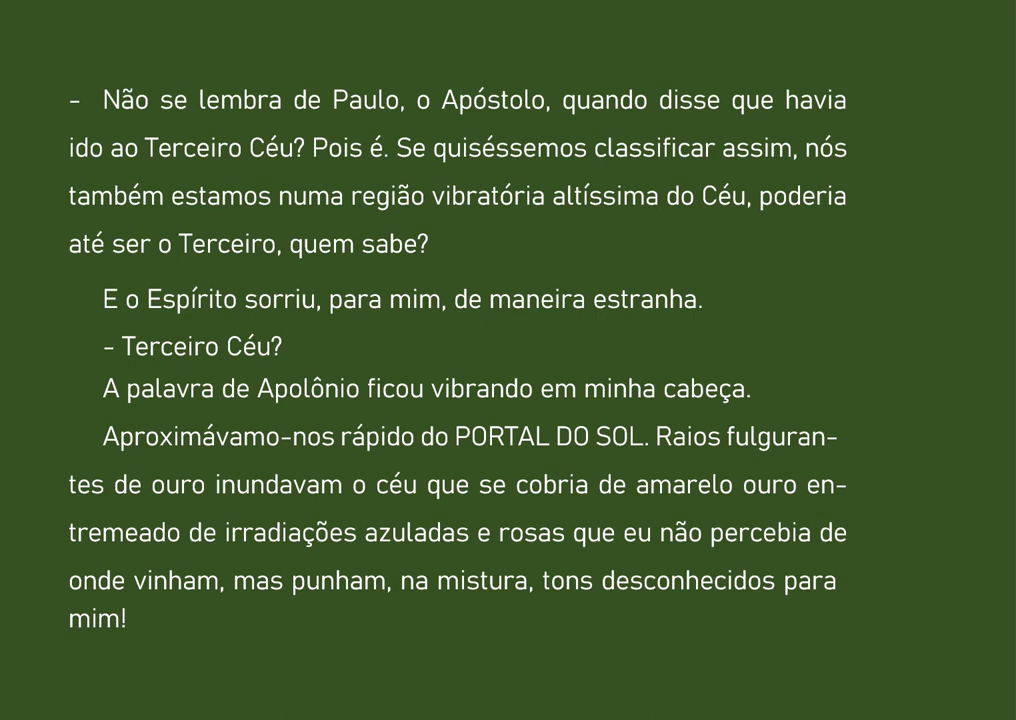 - Não se lembra de Paulo, o Apóstolo, quando disse que havia
ido ao Terceiro Céu? Pois é. Se quiséssemos classificar assim, nós
também estamos numa região vibratória altíssima do Céu, poderia
até ser o Terceiro, quem sabe?
E o Espírito sorriu, para mim, de maneira estranha.
- Terceiro Céu?
A palavra de Apolônio ficou vibrando em minha cabeça.
Aproximávamo-nos rápido do PORTAL DO SOL. Raios fulguran-
tes de ouro inundavam o céu que se cobria de amarelo ouro en-
tremeado de irradiações azuladas e rosas que eu não percebia de
onde vinham, mas punham, na mistura, tons desconhecidos para
mim!